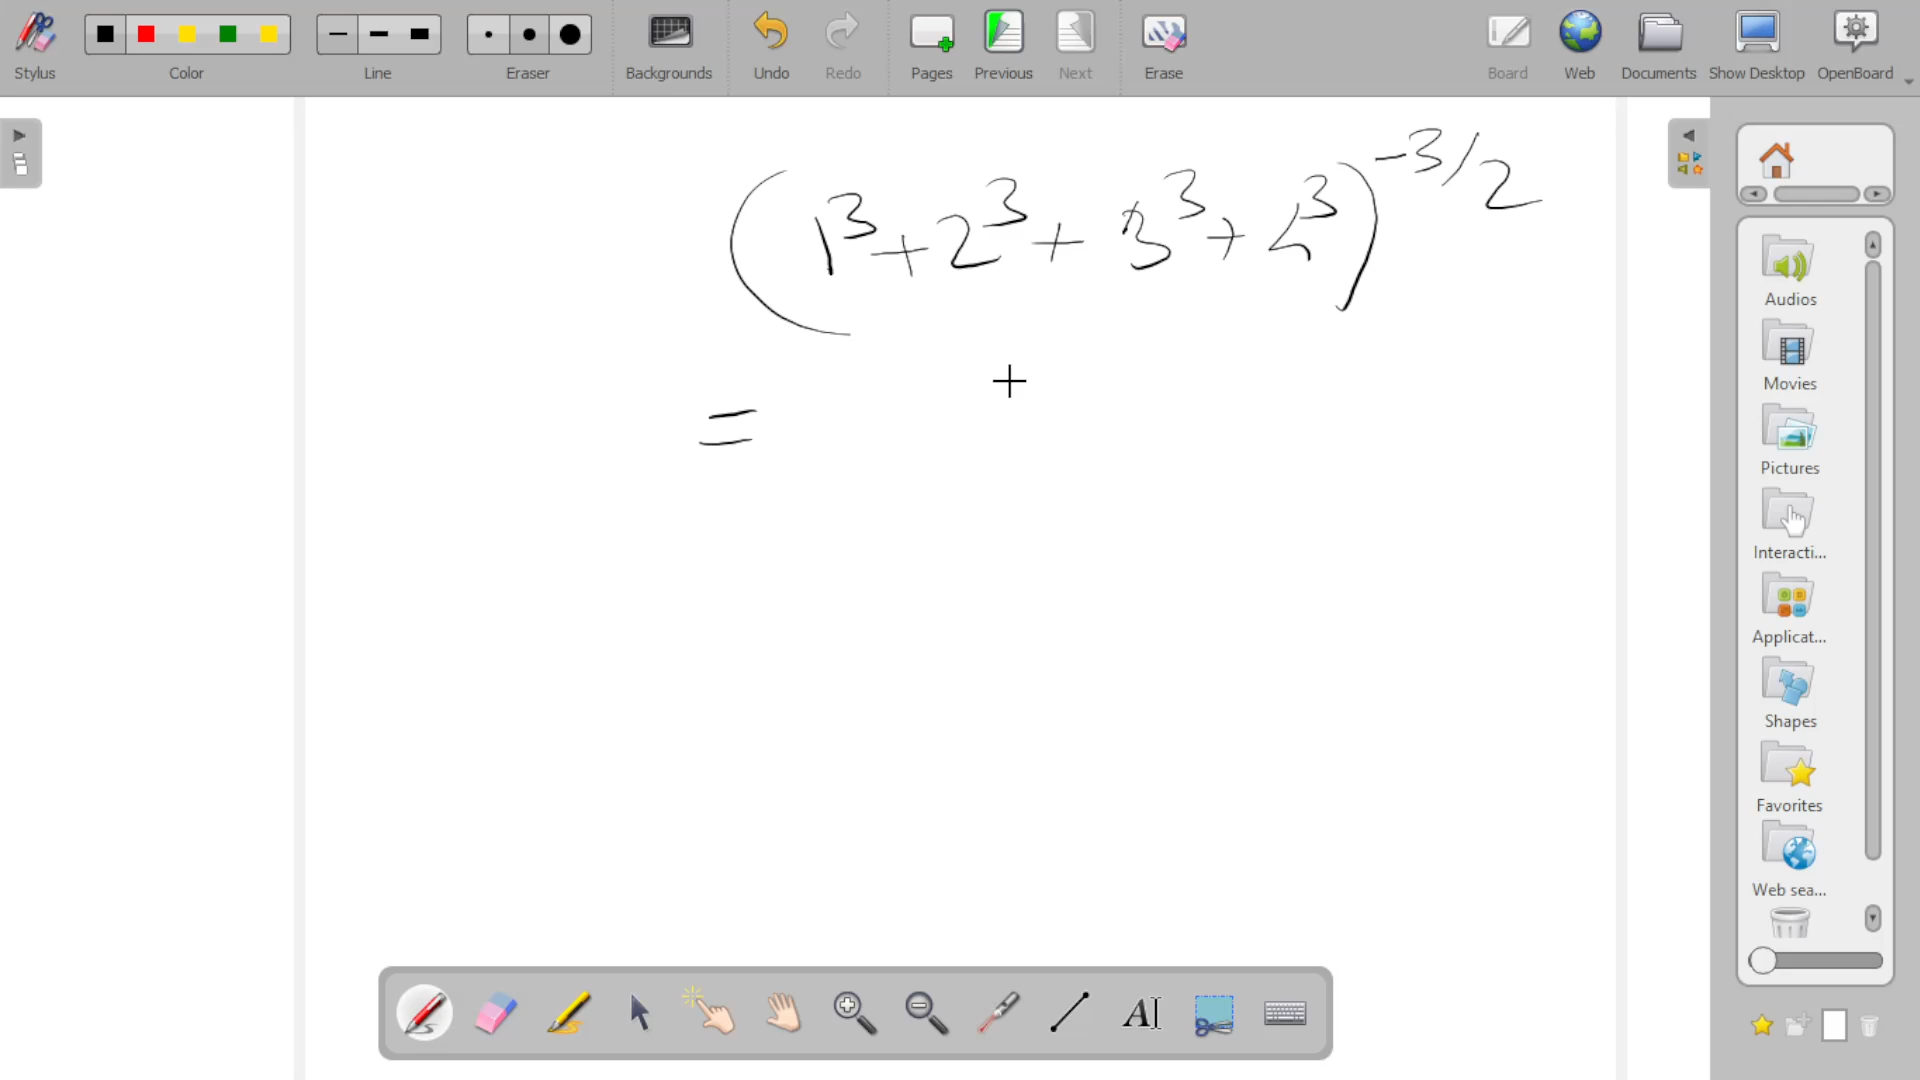 Stylus Color Line Eraser Backgrounds Undo Redo Pages Previous Next Erase Board Web Documents Show Desktop OpenBoard
(1³+2³+3³+4³)^-3/2
=
Audios
Movies
Pictures
Interacti...
Applicat...
Shapes
Favorites
Web sea...